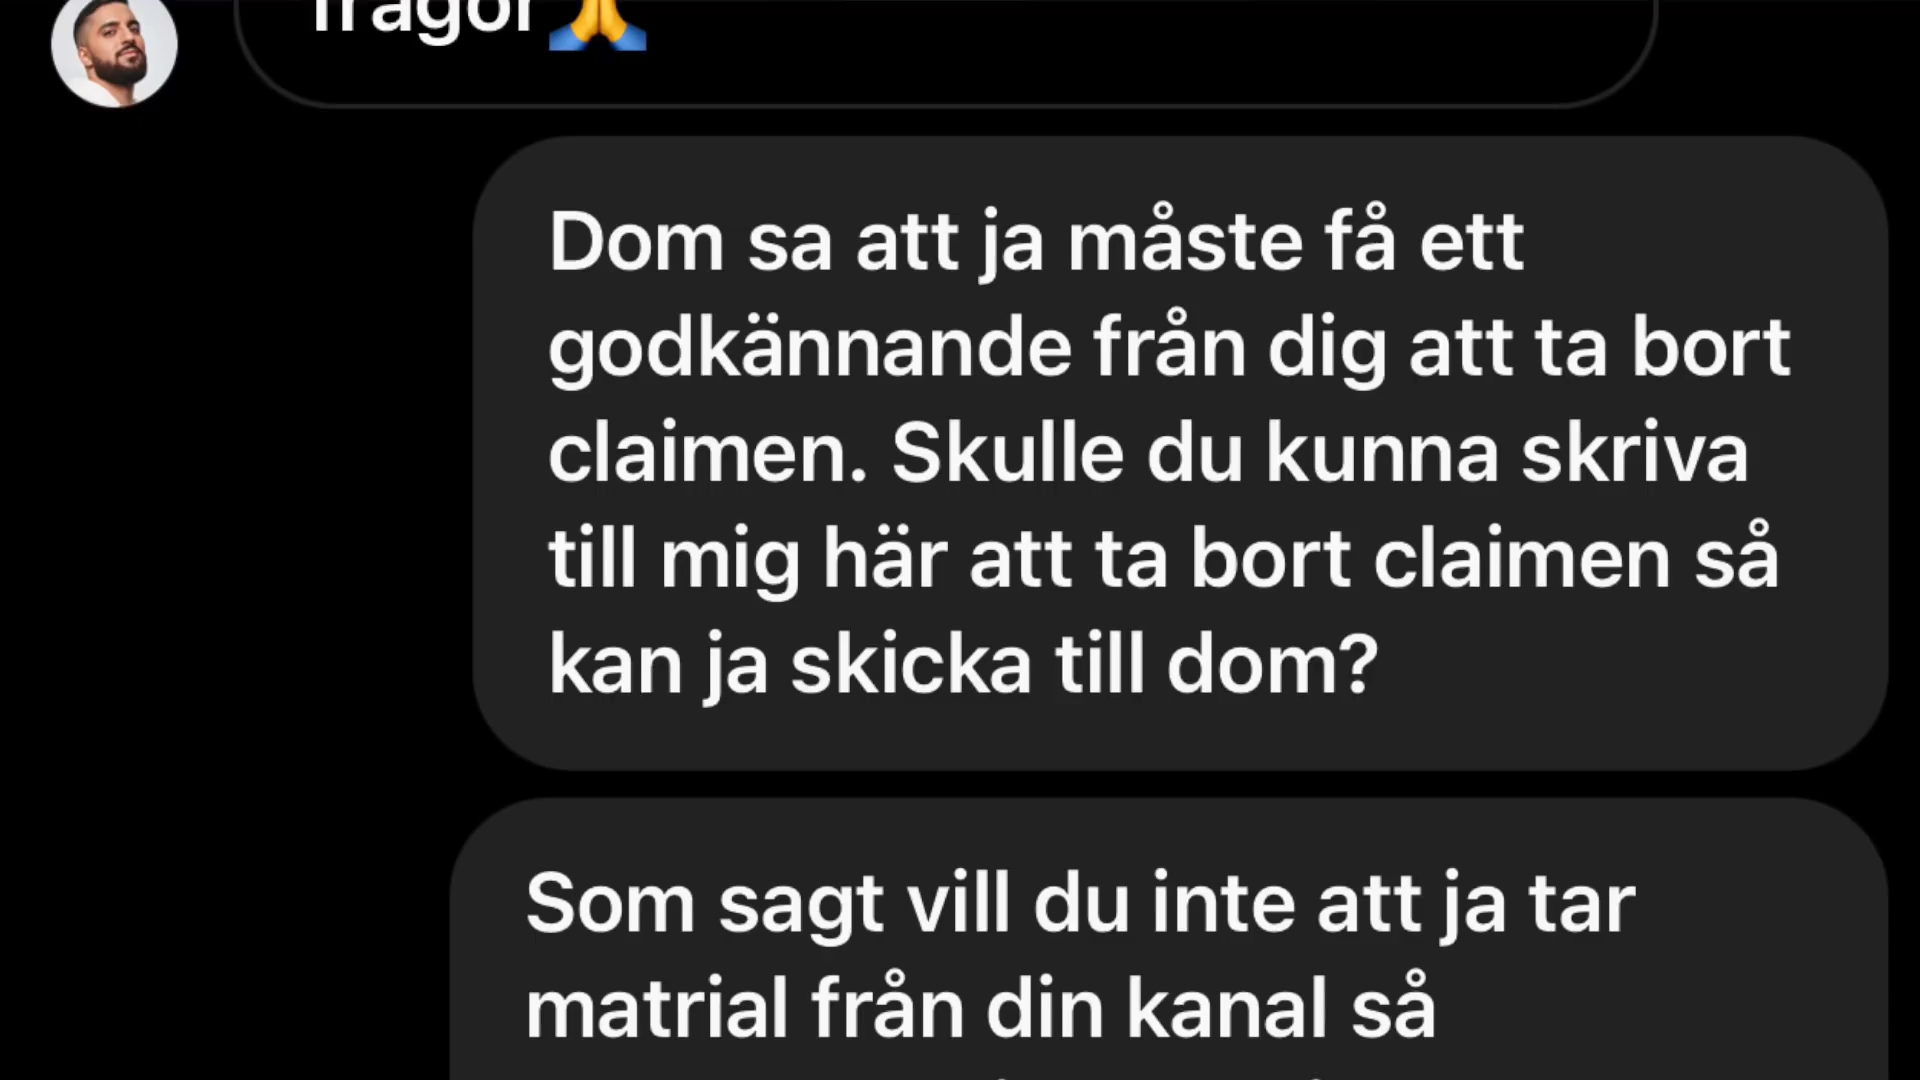 frågor🙏
Dom sa att ja måste få ett
godkännande från dig att ta bort
claimen. Skulle du kunna skriva
till mig här att ta bort claimen så
kan ja skicka till dom?
Som sagt vill du inte att ja tar
matrial från din kanal så